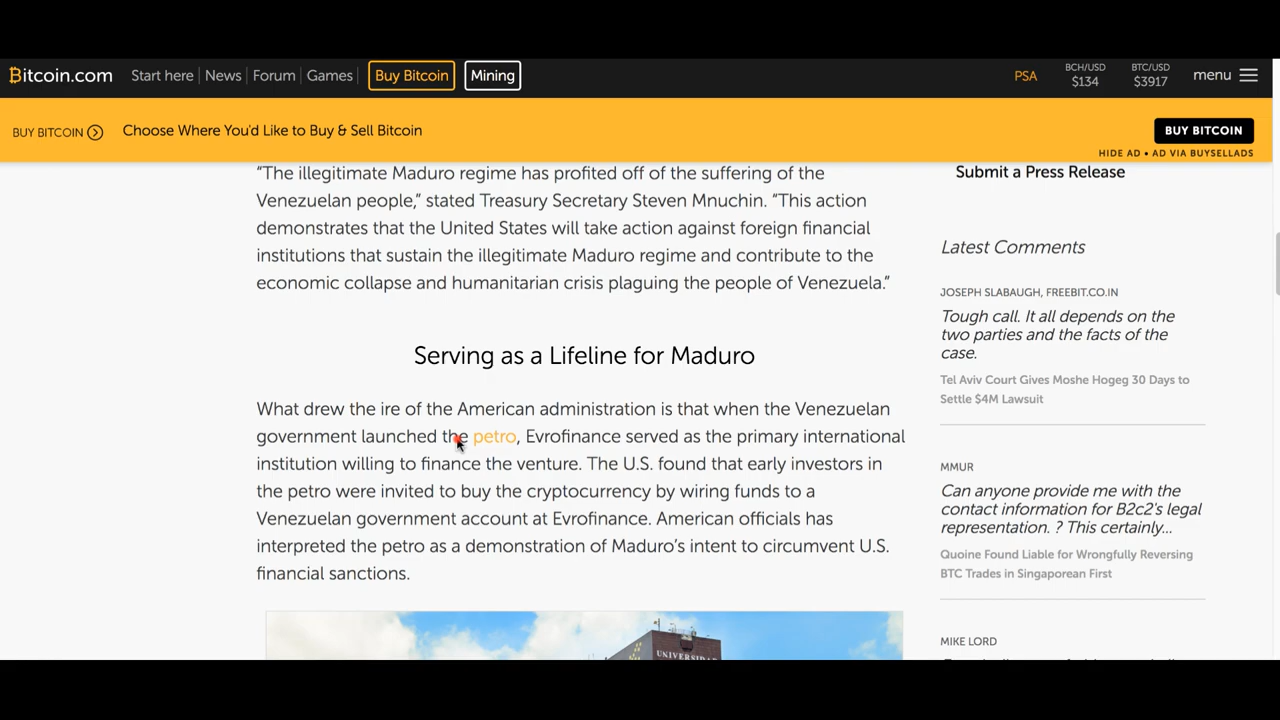 Bitcoin.com Start here News Forum Games Buy Bitcoin Mining PSA BCH/USD $134 BTC/USD $3917 menu
BUY BITCOIN Choose Where You'd Like to Buy & Sell Bitcoin BUY BITCOIN
HIDE AD • AD VIA BUYSELLADS
“The illegitimate Maduro regime has profited off of the suffering of the
Venezuelan people,” stated Treasury Secretary Steven Mnuchin. “This action
demonstrates that the United States will take action against foreign financial
institutions that sustain the illegitimate Maduro regime and contribute to the
economic collapse and humanitarian crisis plaguing the people of Venezuela.”
Serving as a Lifeline for Maduro
What drew the ire of the American administration is that when the Venezuelan
government launched the petro, Evrofinance served as the primary international
institution willing to finance the venture. The U.S. found that early investors in
the petro were invited to buy the cryptocurrency by wiring funds to a
Venezuelan government account at Evrofinance. American officials has
interpreted the petro as a demonstration of Maduro’s intent to circumvent U.S.
financial sanctions.
UNIVERSIDAD
Submit a Press Release
Latest Comments
JOSEPH SLABAUGH, FREEBIT.CO.IN
Tough call. It all depends on the
two parties and the facts of the
case.
Tel Aviv Court Gives Moshe Hogeg 30 Days to
Settle $4M Lawsuit
MMUR
Can anyone provide me with the
contact information for B2c2's legal
representation. ? This certainly...
Quoine Found Liable for Wrongfully Reversing
BTC Trades in Singaporean First
MIKE LORD